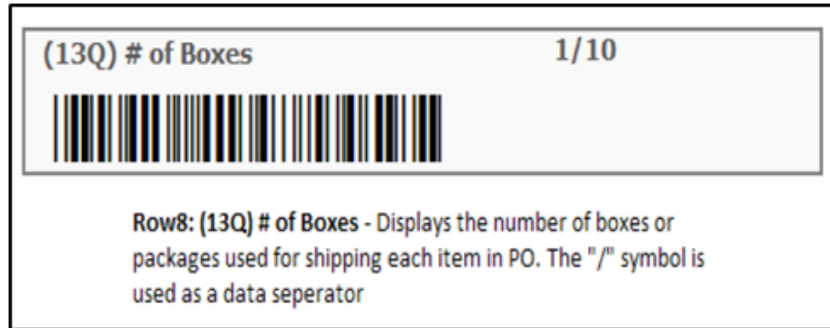 (13Q) # of Boxes 1/10
Row8: (13Q) # of Boxes - Displays the number of boxes or
packages used for shipping each item in PO. The "/" symbol is
used as a data seperator